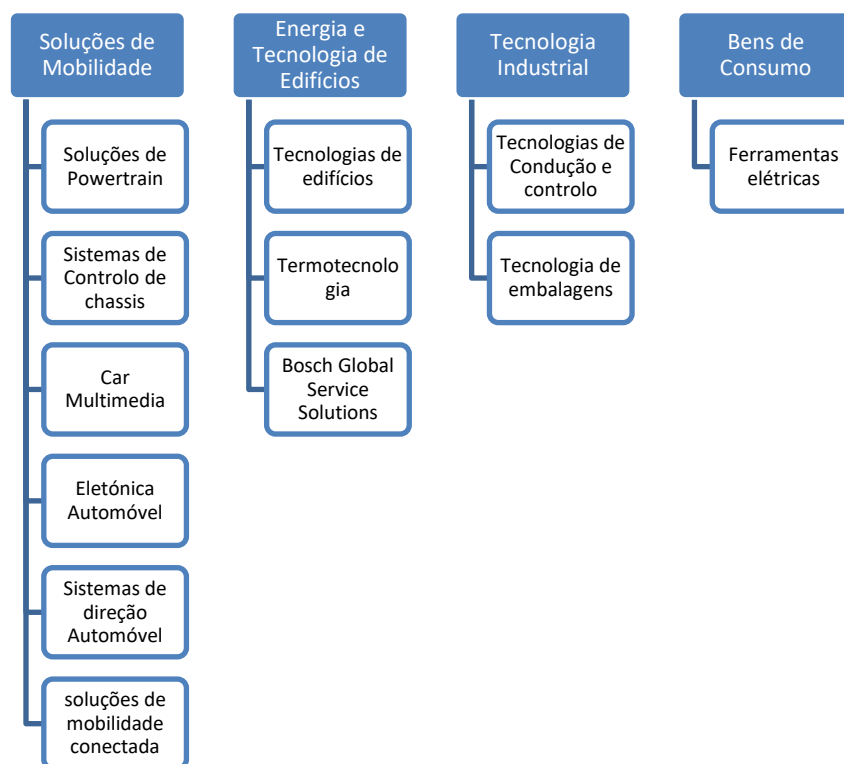 Soluções de
Mobilidade
Soluções de
Powertrain
Sistemas de
Controlo de
chassis
Car
Multimedia
Eletónica
Automóvel
Sistemas de
direção
Automóvel
soluções de
mobilidade
conectada
Energia e
Tecnologia de
Edifícios
Tecnologias de
edifícios
Termotecnolo
gia
Bosch Global
Service
Solutions
Tecnologia
Industrial
Tecnologias de
Condução e
controlo
Tecnologia de
embalagens
Bens de
Consumo
Ferramentas
elétricas